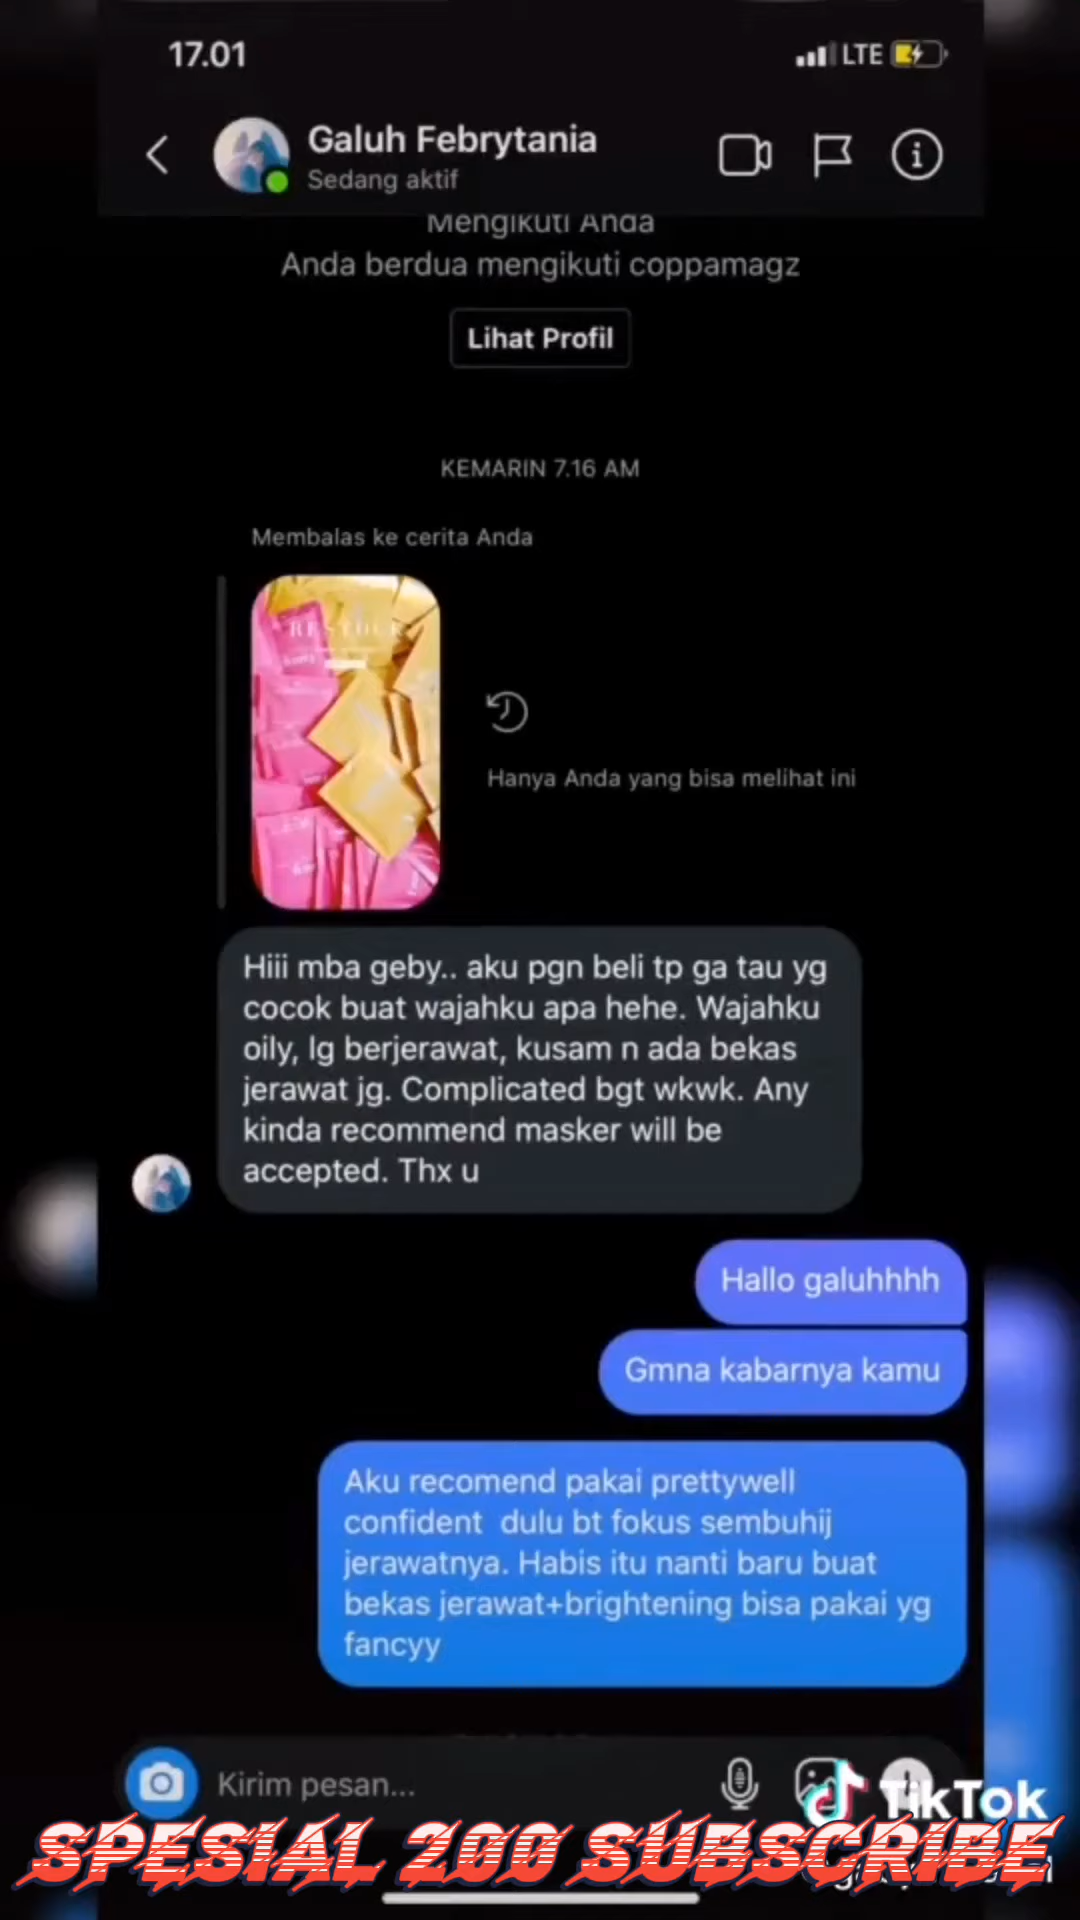 17.01
LTE
Galuh Febrytania
Sedang aktif
Mengikuti Anda
Anda berdua mengikuti coppamagz
Lihat Profil
KEMARIN 7.16 AM
Membalas ke cerita Anda
RESTOCK
Hanya Anda yang bisa melihat ini
Hiii mba geby.. aku pgn beli tp ga tau yg
cocok buat wajahku apa hehe. Wajahku
oily, lg berjerawat, kusam n ada bekas
jerawat jg. Complicated bgt wkwk. Any
kinda recommend masker will be
accepted. Thx u
Hallo galuhhhh
Gmna kabarnya kamu
Aku recomend pakai prettywell
confident dulu bt fokus sembuhij
jerawatnya. Habis itu nanti baru buat
bekas jerawat+brightening bisa pakai yg
fancyy
Kirim pesan...
TikTok
SPESIAL 200 SUBSCRIBE